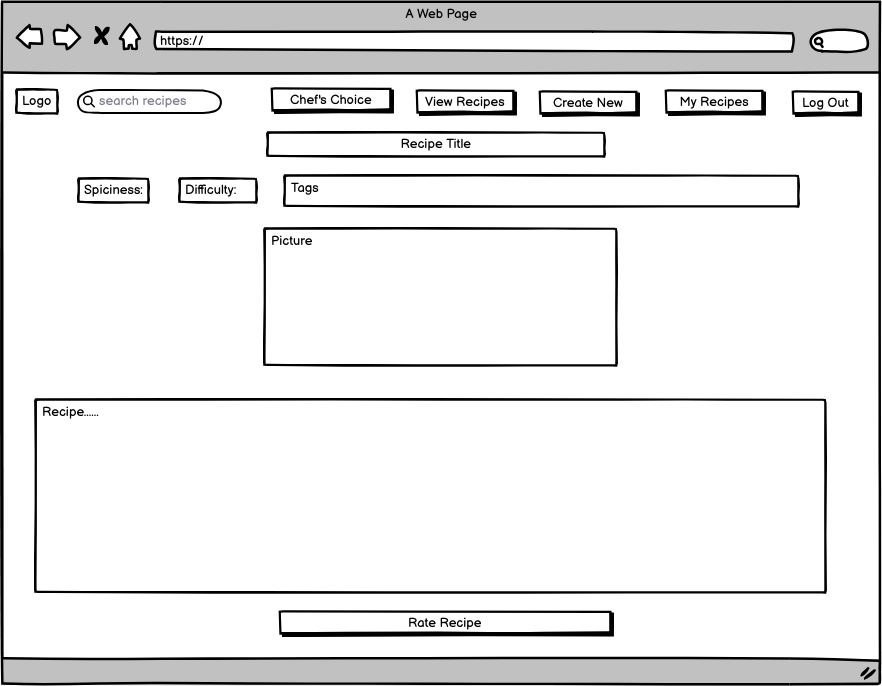 A Web Page
https://
Logo
search recipes
Chef's Choice
View Recipes
Create New
My Recipes
Log Out
Recipe Title
Spiciness:
Difficulty:
Tags
Picture
Recipe......
Rate Recipe